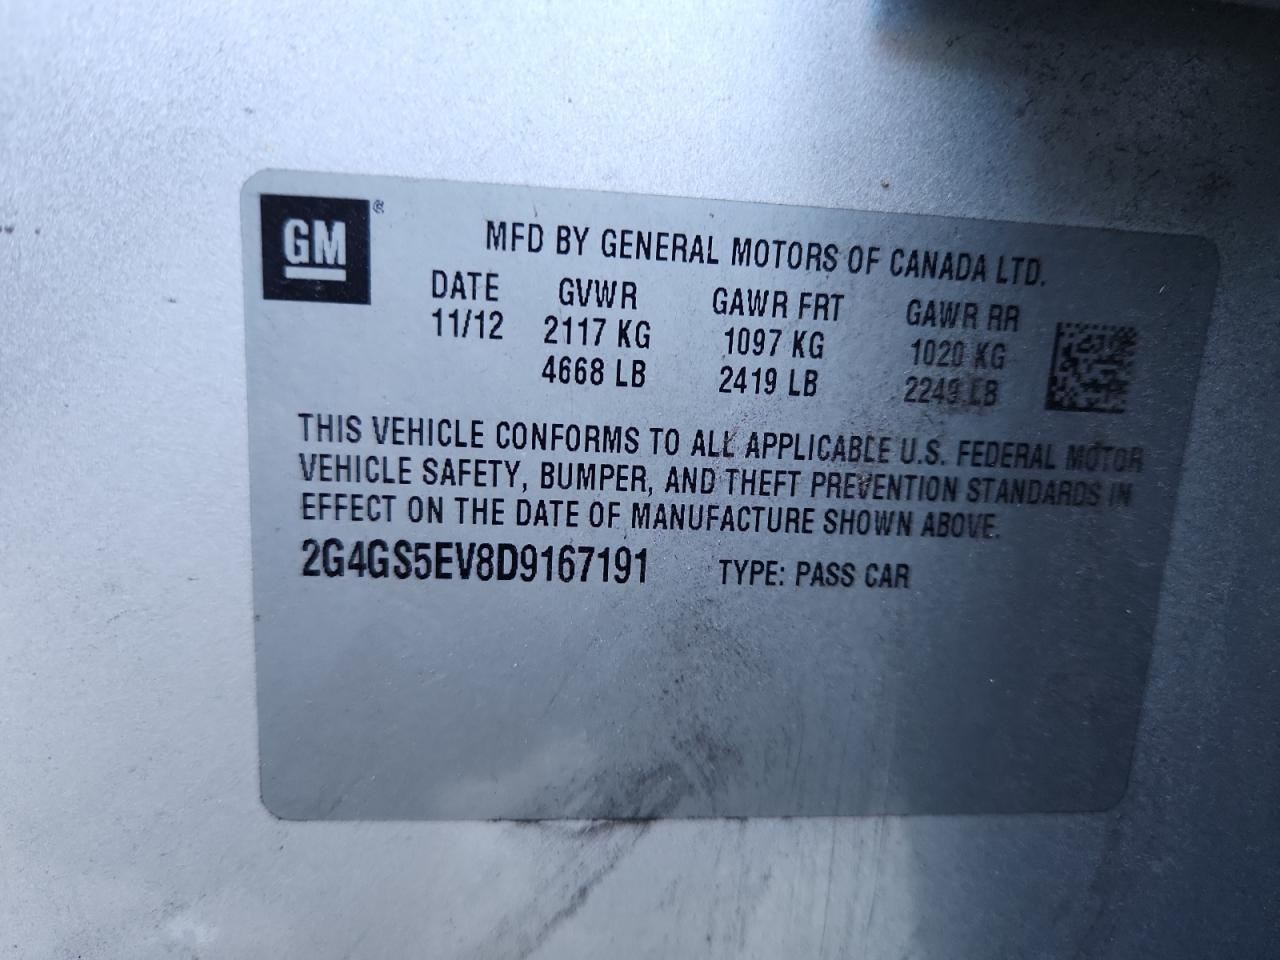 GM ®
MFD BY GENERAL MOTORS OF CANADA LTD.
DATE GVWR GAWR FRT GAWR RR
11/12 2117 KG 1097 KG 1020 KG
4668 LB 2419 LB 2249 LB
THIS VEHICLE CONFORMS TO ALL APPLICABLE U.S. FEDERAL MOTOR
VEHICLE SAFETY, BUMPER, AND THEFT PREVENTION STANDARDS IN
EFFECT ON THE DATE OF MANUFACTURE SHOWN ABOVE.
2G4GS5EV8D9167191 TYPE: PASS CAR